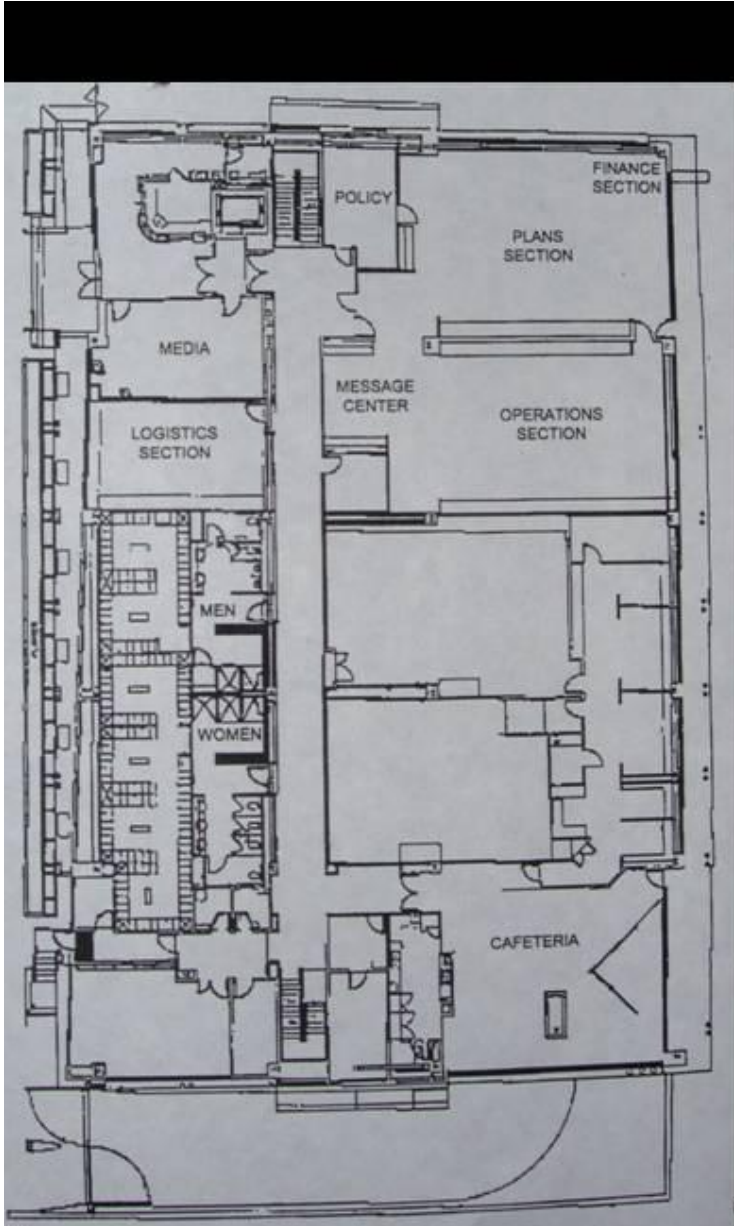 FINANCE
SECTION
POLICY
PLANS
SECTION
MEDIA
MESSAGE
CENTER
OPERATIONS
SECTION
LOGISTICS
SECTION
MEN
WOMEN
CAFETERIA